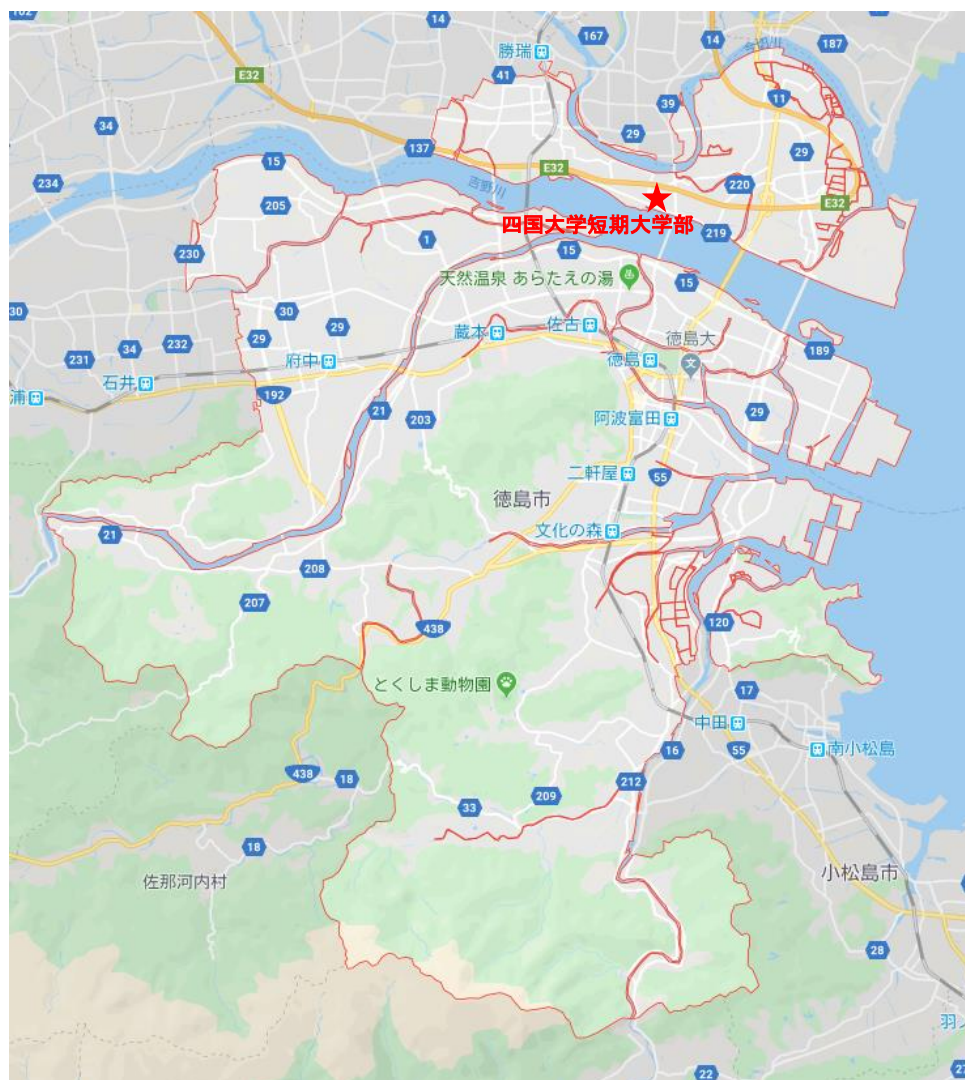 14
167
14
187
今切川
勝瑞
E32
41
11
39
34
29
137
29
15
E32
234
220
吉野川
205
E32
四国大学短期大学部
219
1
230
15
天然温泉 あらたえの湯
15
30
30
29
佐古
徳島大
29
蔵本
189
34
232
231
府中
徳島
石井
浦
192
21
203
29
阿波富田
二軒屋
55
徳島市
文化の森
21
208
207
120
438
とくしま動物園
17
中田
16
55
南小松島
438
18
212
209
33
18
小松島市
佐那河内村
28
羽ノ
22
27